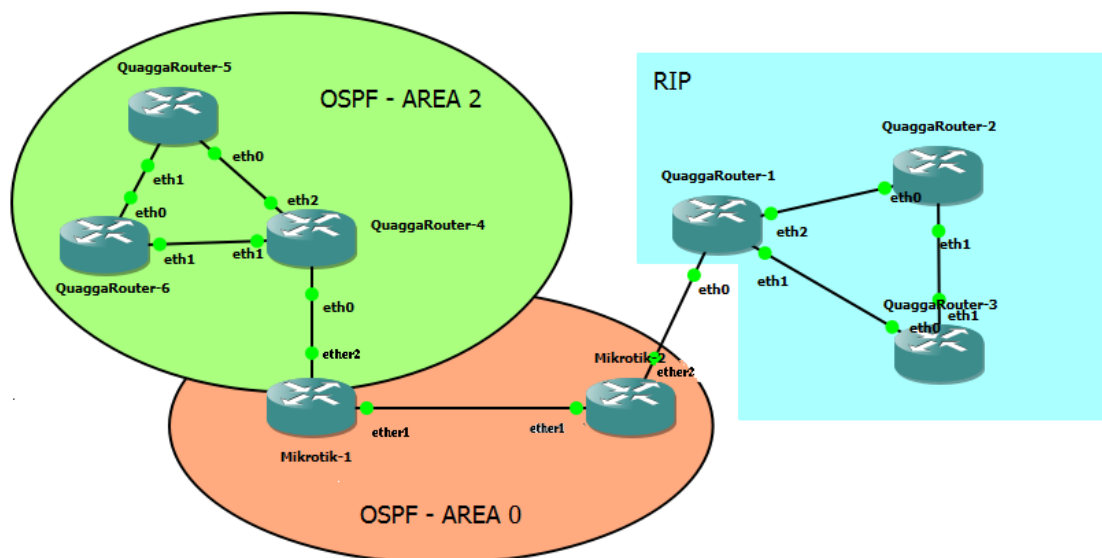 QuaggaRouter-5
OSPF - AREA 2
eth0
eth1
eth0
eth2
QuaggaRouter-4
eth1
eth1
QuaggaRouter-6
eth0
ether2
Mikrotik-1
ether1
ether1
Mikrotik-2
ether2
OSPF - AREA 0
RIP
QuaggaRouter-2
QuaggaRouter-1
eth0
eth2
eth1
eth0
eth1
QuaggaRouter-3
eth1
eth0